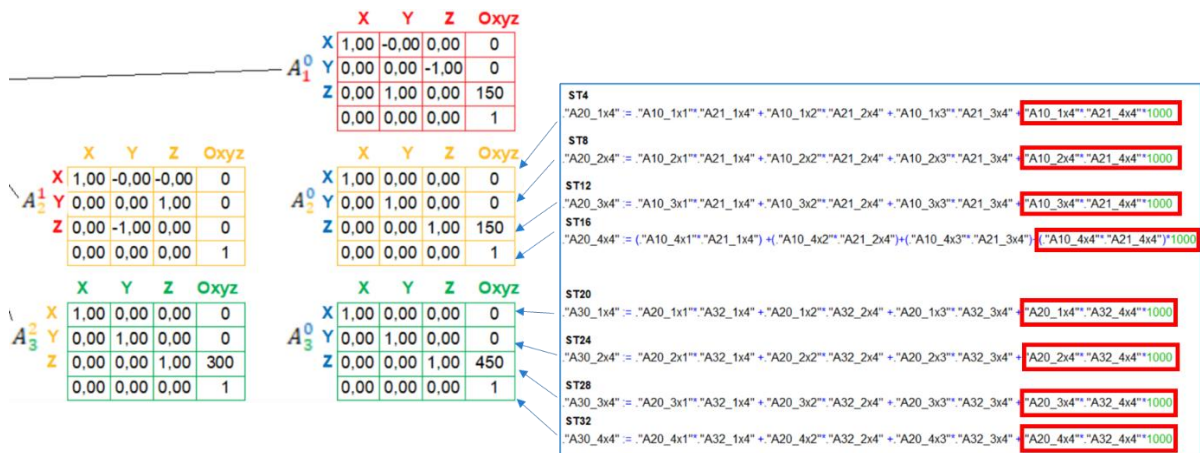 X Y Z Oxyz
X 1,00 -0,00 0,00 0
A⁰₁ Y 0,00 0,00 -1,00 0
Z 0,00 1,00 0,00 150
0,00 0,00 0,00 1
X Y Z Oxyz
X 1,00 -0,00 -0,00 0
A¹₂ Y 0,00 0,00 1,00 0
Z 0,00 -1,00 0,00 0
0,00 0,00 0,00 1
X Y Z Oxyz
X 1,00 0,00 0,00 0
A⁰₂ Y 0,00 1,00 0,00 0
Z 0,00 0,00 1,00 150
0,00 0,00 0,00 1
X Y Z Oxyz
X 1,00 0,00 0,00 0
A²₃ Y 0,00 1,00 0,00 0
Z 0,00 0,00 1,00 300
0,00 0,00 0,00 1
X Y Z Oxyz
X 1,00 0,00 0,00 0
A⁰₃ Y 0,00 1,00 0,00 0
Z 0,00 0,00 1,00 450
0,00 0,00 0,00 1
ST4
."A20_1x4" := ."A10_1x1"*."A21_1x4" +."A10_1x2"*."A21_2x4" +."A10_1x3"*."A21_3x4" +."A10_1x4"*."A21_4x4"*1000
ST8
."A20_2x4" := ."A10_2x1"*."A21_1x4" +."A10_2x2"*."A21_2x4" +."A10_2x3"*."A21_3x4" +."A10_2x4"*."A21_4x4"*1000
ST12
."A20_3x4" := ."A10_3x1"*."A21_1x4" +."A10_3x2"*."A21_2x4" +."A10_3x3"*."A21_3x4" +."A10_3x4"*."A21_4x4"*1000
ST16
."A20_4x4" := (."A10_4x1"*."A21_1x4") +(."A10_4x2"*."A21_2x4")+(."A10_4x3"*."A21_3x4")+(."A10_4x4"*."A21_4x4")*1000
ST20
."A30_1x4" := ."A20_1x1"*."A32_1x4" +."A20_1x2"*."A32_2x4" +."A20_1x3"*."A32_3x4" +."A20_1x4"*."A32_4x4"*1000
ST24
."A30_2x4" := ."A20_2x1"*."A32_1x4" +."A20_2x2"*."A32_2x4" +."A20_2x3"*."A32_3x4" +."A20_2x4"*."A32_4x4"*1000
ST28
."A30_3x4" := ."A20_3x1"*."A32_1x4" +."A20_3x2"*."A32_2x4" +."A20_3x3"*."A32_3x4" +."A20_3x4"*."A32_4x4"*1000
ST32
."A30_4x4" := ."A20_4x1"*."A32_1x4" +."A20_4x2"*."A32_2x4" +."A20_4x3"*."A32_3x4" +."A20_4x4"*."A32_4x4"*1000